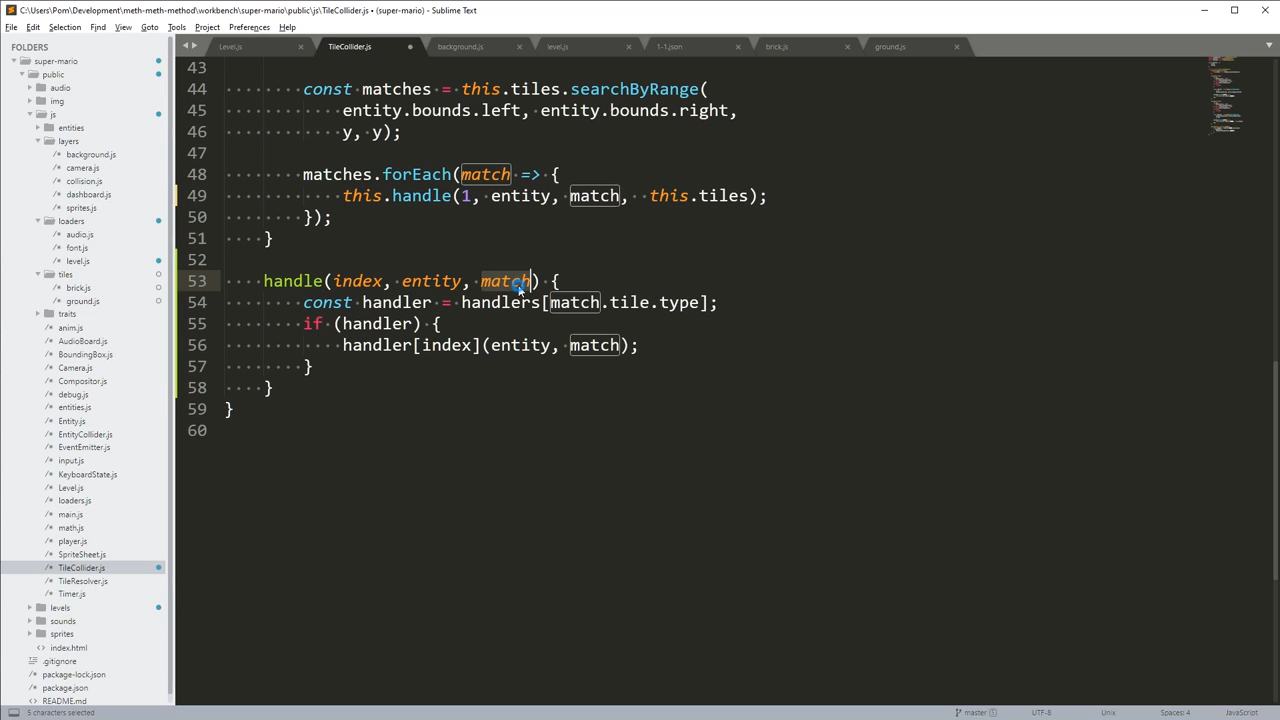 C:\Users\Pom\Development\meth-meth-method\workbench\super-mario\public\js\TileCollider.js • (super-mario) - Sublime Text
File Edit Selection Find View Goto Tools Project Preferences Help
FOLDERS
super-mario
public
audio
img
js
entities
layers
background.js
camera.js
collision.js
dashboard.js
sprites.js
loaders
audio.js
font.js
level.js
tiles
brick.js
ground.js
traits
anim.js
AudioBoard.js
BoundingBox.js
Camera.js
Compositor.js
debug.js
entities.js
Entity.js
EntityCollider.js
EventEmitter.js
input.js
KeyboardState.js
Level.js
loaders.js
main.js
math.js
player.js
SpriteSheet.js
TileCollider.js
TileResolver.js
Timer.js
levels
sounds
sprites
index.html
.gitignore
package-lock.json
package.json
README.md
Level.js TileCollider.js background.js level.js 1-1.json brick.js ground.js
43
44 const matches = this.tiles.searchByRange(
45 entity.bounds.left, entity.bounds.right,
46 y, y);
47
48 matches.forEach(match => {
49 this.handle(1, entity, match,  this.tiles);
50 });
51 }
52
53 handle(index, entity, match) {
54 const handler = handlers[match.tile.type];
55 if (handler) {
56 handler[index](entity, match);
57 }
58 }
59 }
60
5 characters selected master 1 UTF-8 Unix Spaces: 4 JavaScript